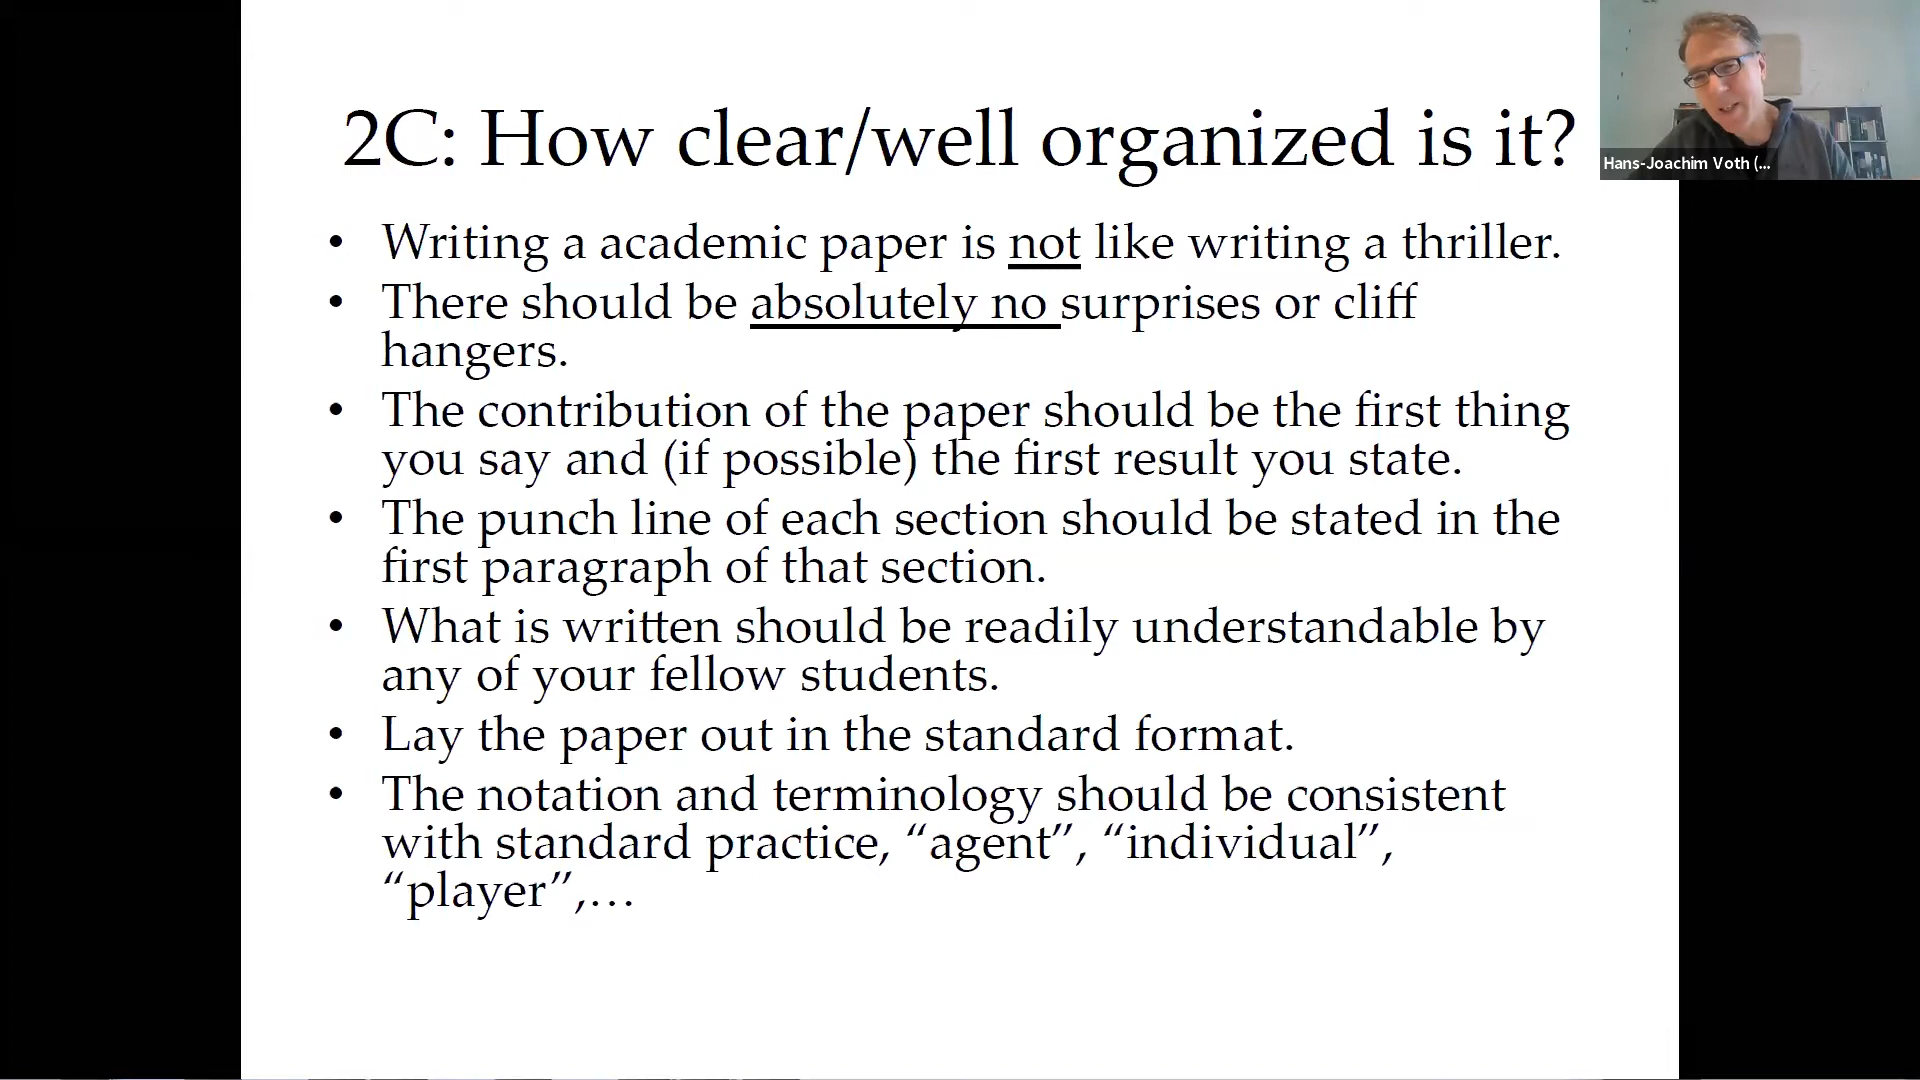 2C: How clear/well organized is it?
Hans-Joachim Voth (...
• Writing a academic paper is not like writing a thriller.
• There should be absolutely no surprises or cliff
hangers.
• The contribution of the paper should be the first thing
you say and (if possible) the first result you state.
• The punch line of each section should be stated in the
first paragraph of that section.
• What is written should be readily understandable by
any of your fellow students.
• Lay the paper out in the standard format.
• The notation and terminology should be consistent
with standard practice, “agent”, “individual”,
“player”,…